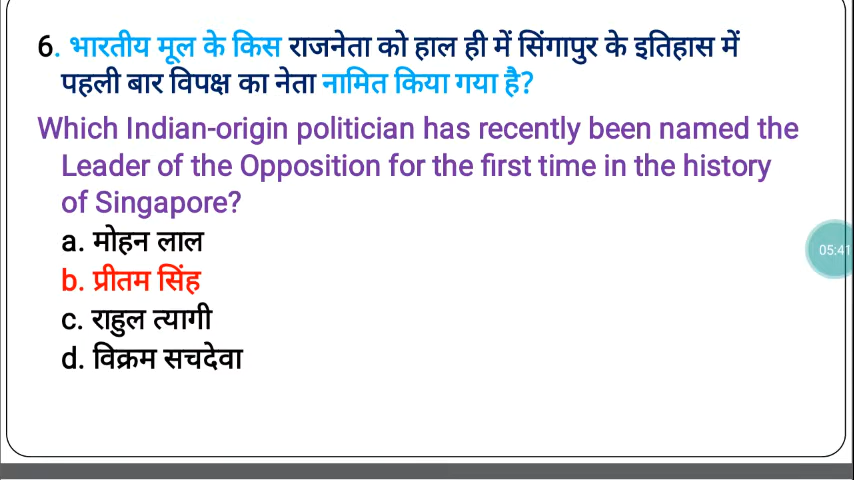 6. भारतीय मूल के किस राजनेता को हाल ही में सिंगापुर के इतिहास में
पहली बार विपक्ष का नेता नामित किया गया है?
Which Indian-origin politician has recently been named the
Leader of the Opposition for the first time in the history
of Singapore?
a. मोहन लाल
b. प्रीतम सिंह
c. राहुल त्यागी
d. विक्रम सचदेवा
05:41